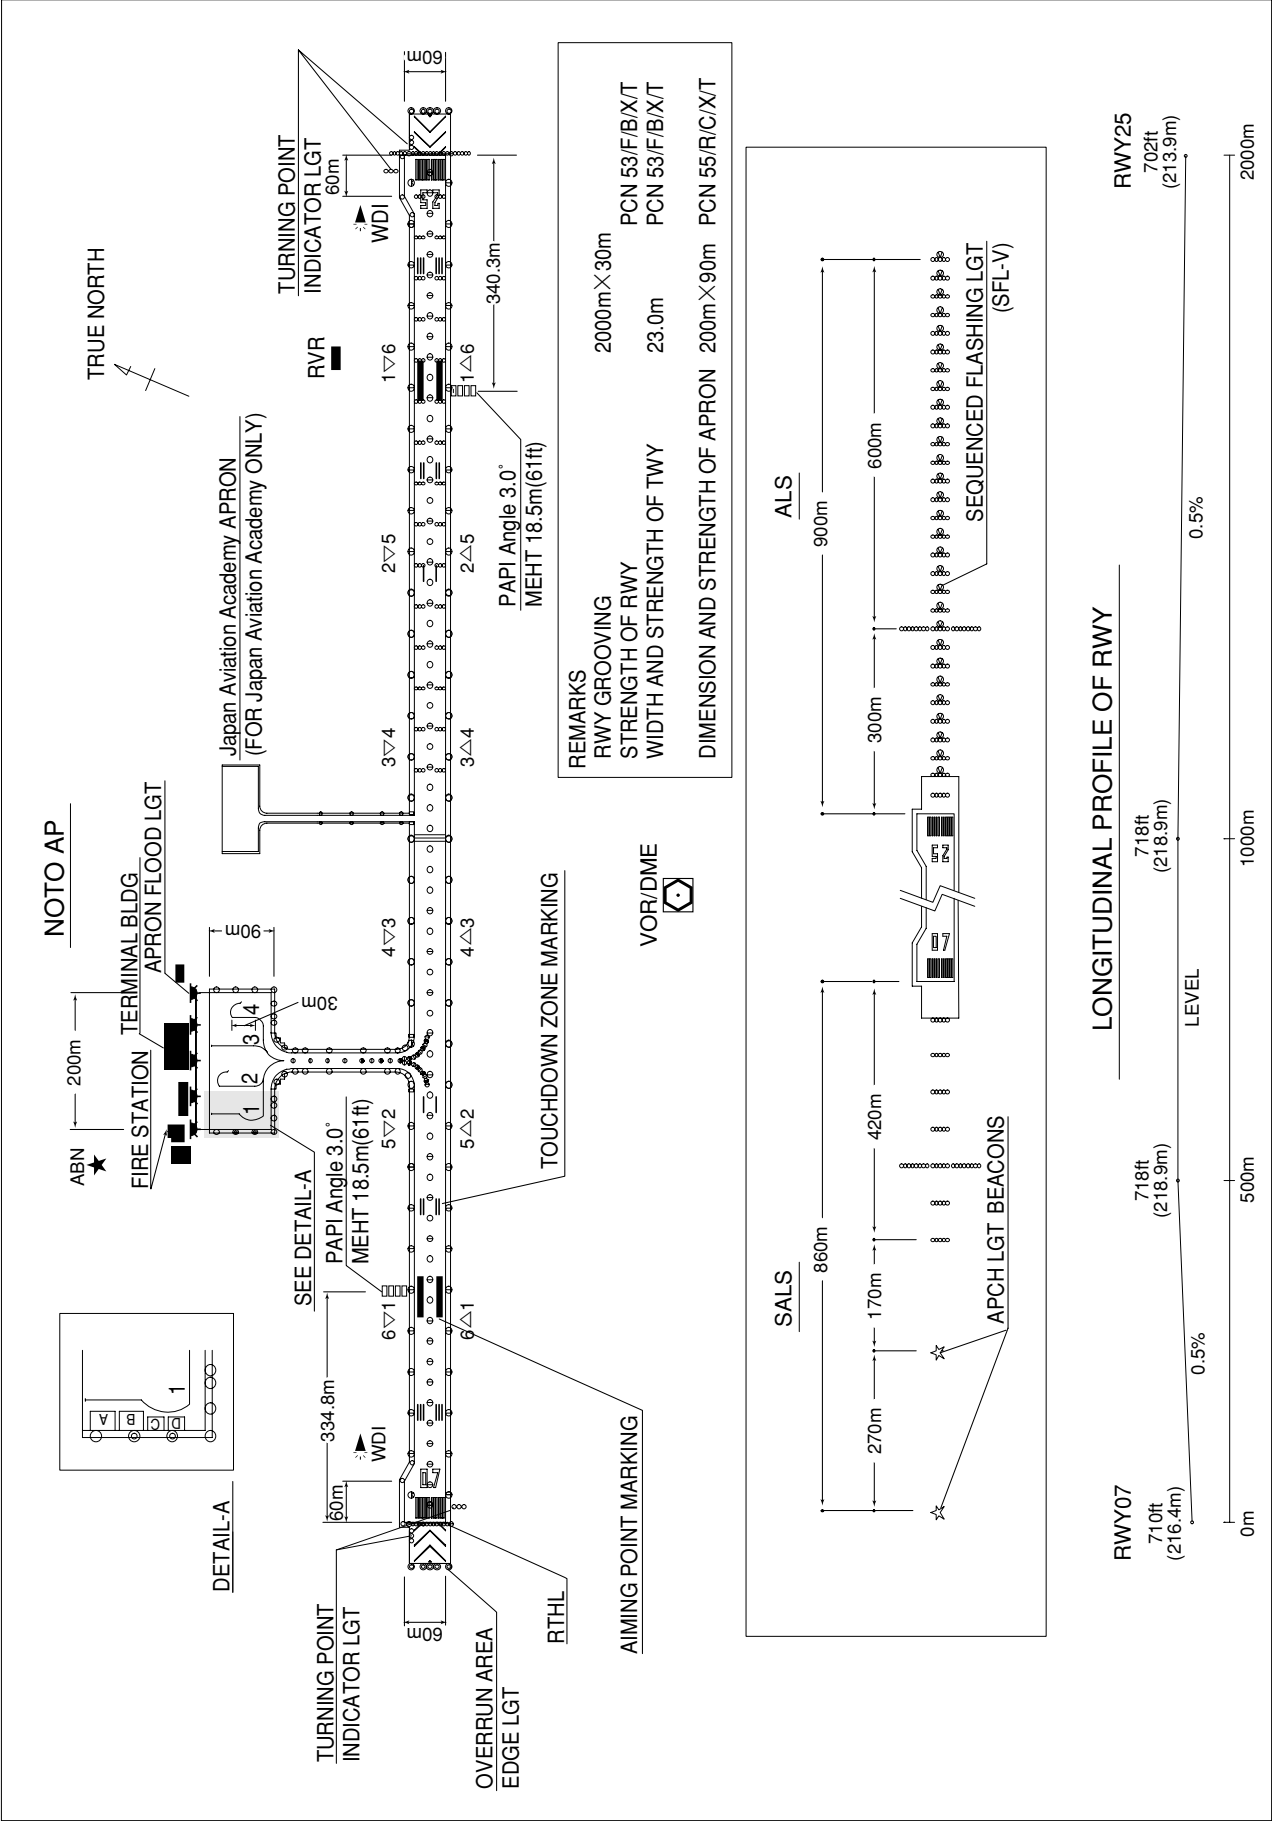 NOTO AP
TRUE NORTH
DETAIL-A
A
B
C
D
1
ABN
FIRE STATION
TERMINAL BLDG
APRON FLOOD LGT
200m
90m
30m
1
2
3
4
SEE DETAIL-A
Japan Aviation Academy APRON
(FOR Japan Aviation Academy ONLY)
RVR
TURNING POINT
INDICATOR LGT
60m
WDI
60m
TURNING POINT
INDICATOR LGT
60m
60m
334.8m
WDI
PAPI Angle 3.0°
MEHT 18.5m(61ft)
6▽1
5▽2
4▽3
3▽4
2▽5
1▽6
07
25
6△1
5△2
4△3
3△4
2△5
1△6
340.3m
PAPI Angle 3.0°
MEHT 18.5m(61ft)
OVERRUN AREA
EDGE LGT
RTHL
AIMING POINT MARKING
TOUCHDOWN ZONE MARKING
VOR/DME
REMARKS
RWY GROOVING 2000m×30m
STRENGTH OF RWY PCN 53/F/B/X/T
WIDTH AND STRENGTH OF TWY 23.0m PCN 53/F/B/X/T
DIMENSION AND STRENGTH OF APRON 200m×90m PCN 55/R/C/X/T
SALS
ALS
860m
900m
270m
170m
420m
300m
600m
07
25
APCH LGT BEACONS
SEQUENCED FLASHING LGT
(SFL-V)
LONGITUDINAL PROFILE OF RWY
RWY07
710ft
(216.4m)
718ft
(218.9m)
718ft
(218.9m)
RWY25
702ft
(213.9m)
0.5%
LEVEL
0.5%
0m
500m
1000m
2000m